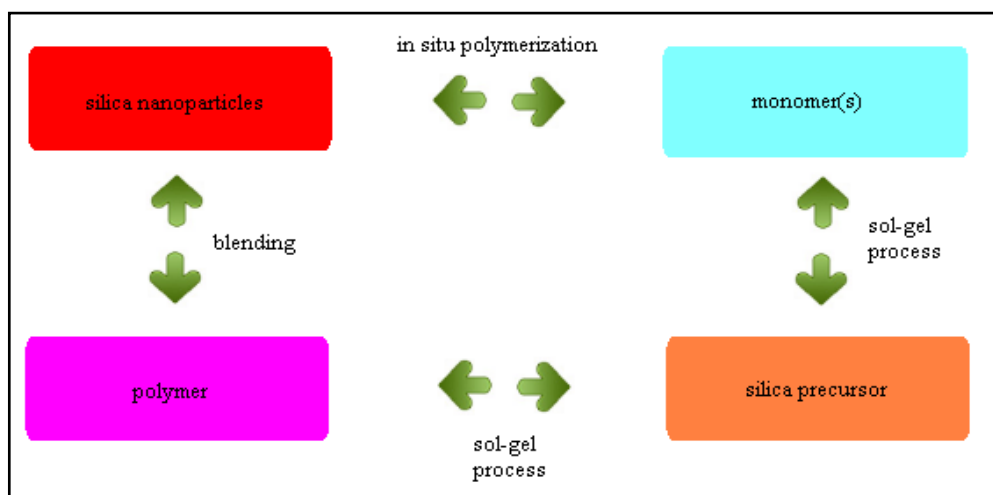 in situ polymerization
silica nanoparticles
monomer(s)
blending
sol-gel
process
polymer
silica precursor
sol-gel
process